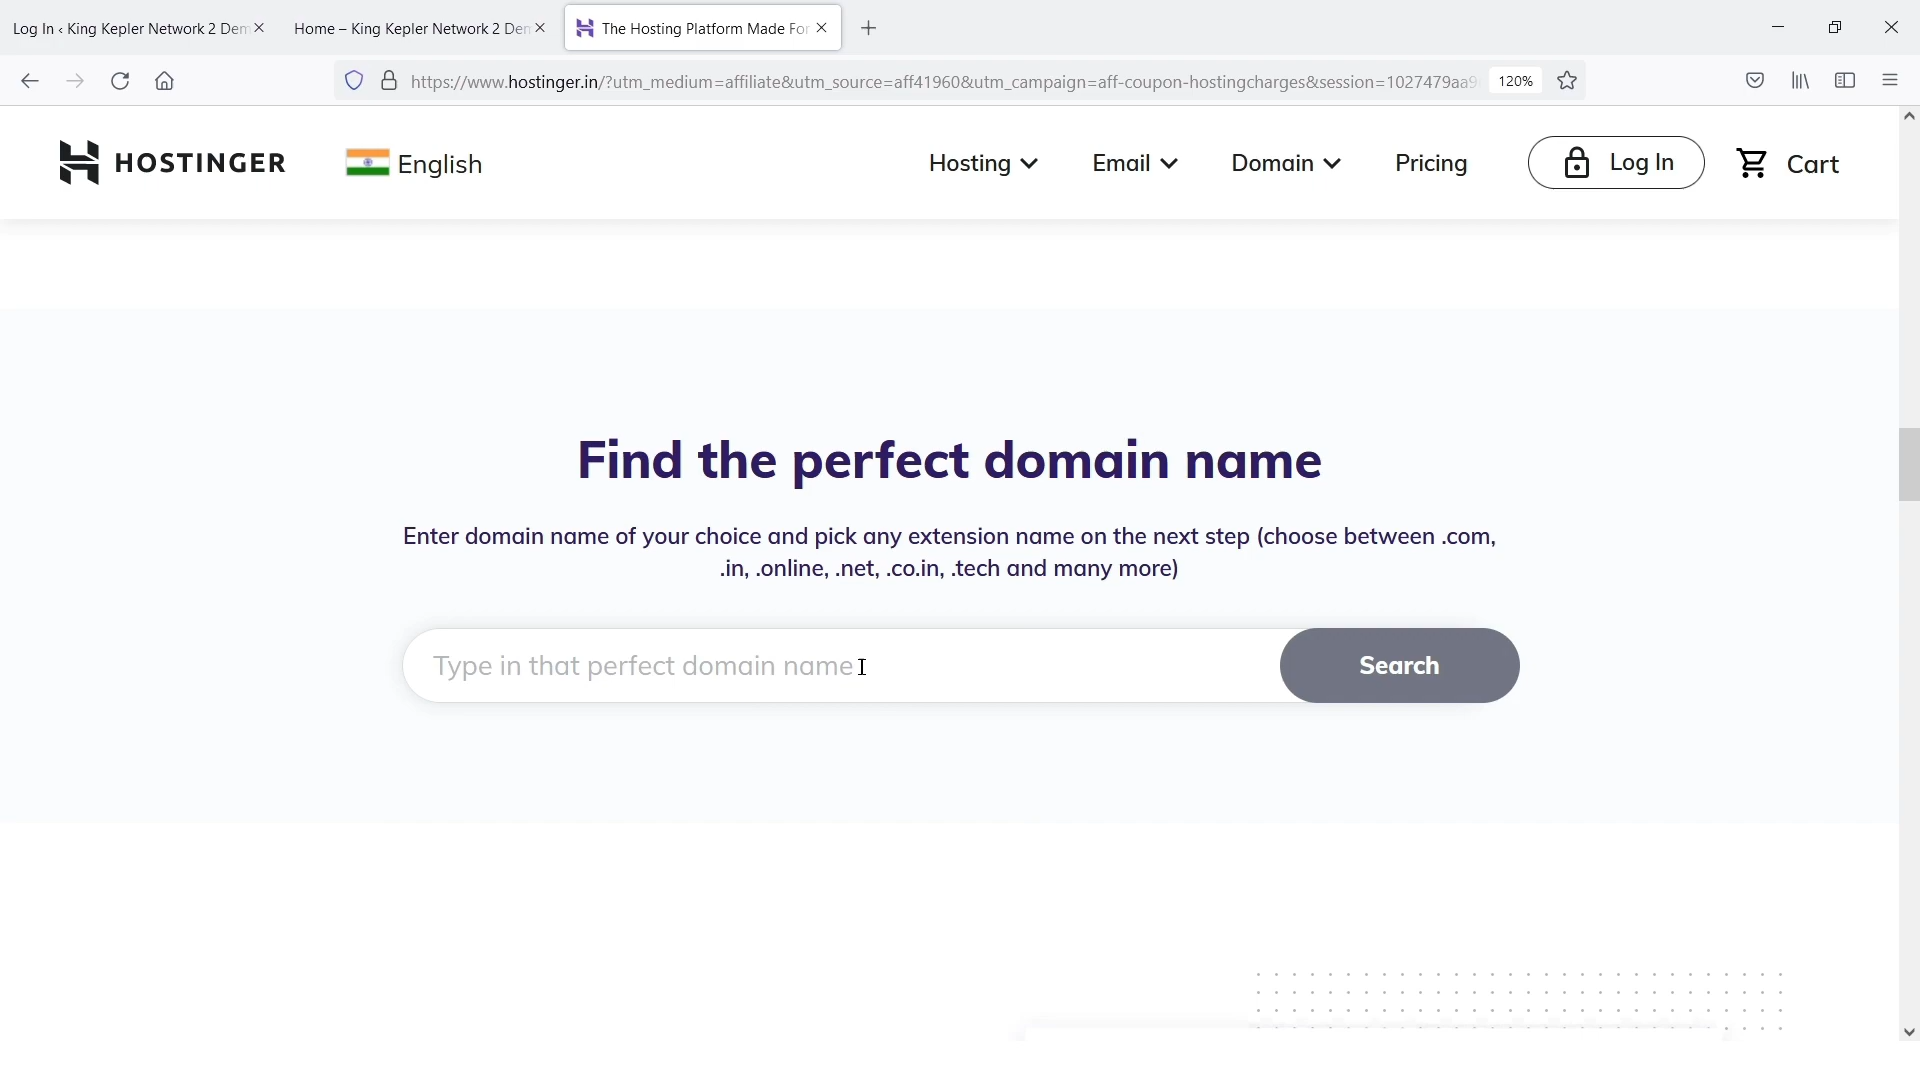 Log In ‹ King Kepler Network 2 Dem
Home – King Kepler Network 2 Dem
The Hosting Platform Made For
https://www.hostinger.in/?utm_medium=affiliate&utm_source=aff41960&utm_campaign=aff-coupon-hostingcharges&session=1027479aa9
120%
HOSTINGER
English
Hosting
Email
Domain
Pricing
Log In
Cart
Find the perfect domain name
Enter domain name of your choice and pick any extension name on the next step (choose between .com,
.in, .online, .net, .co.in, .tech and many more)
Type in that perfect domain name
Search